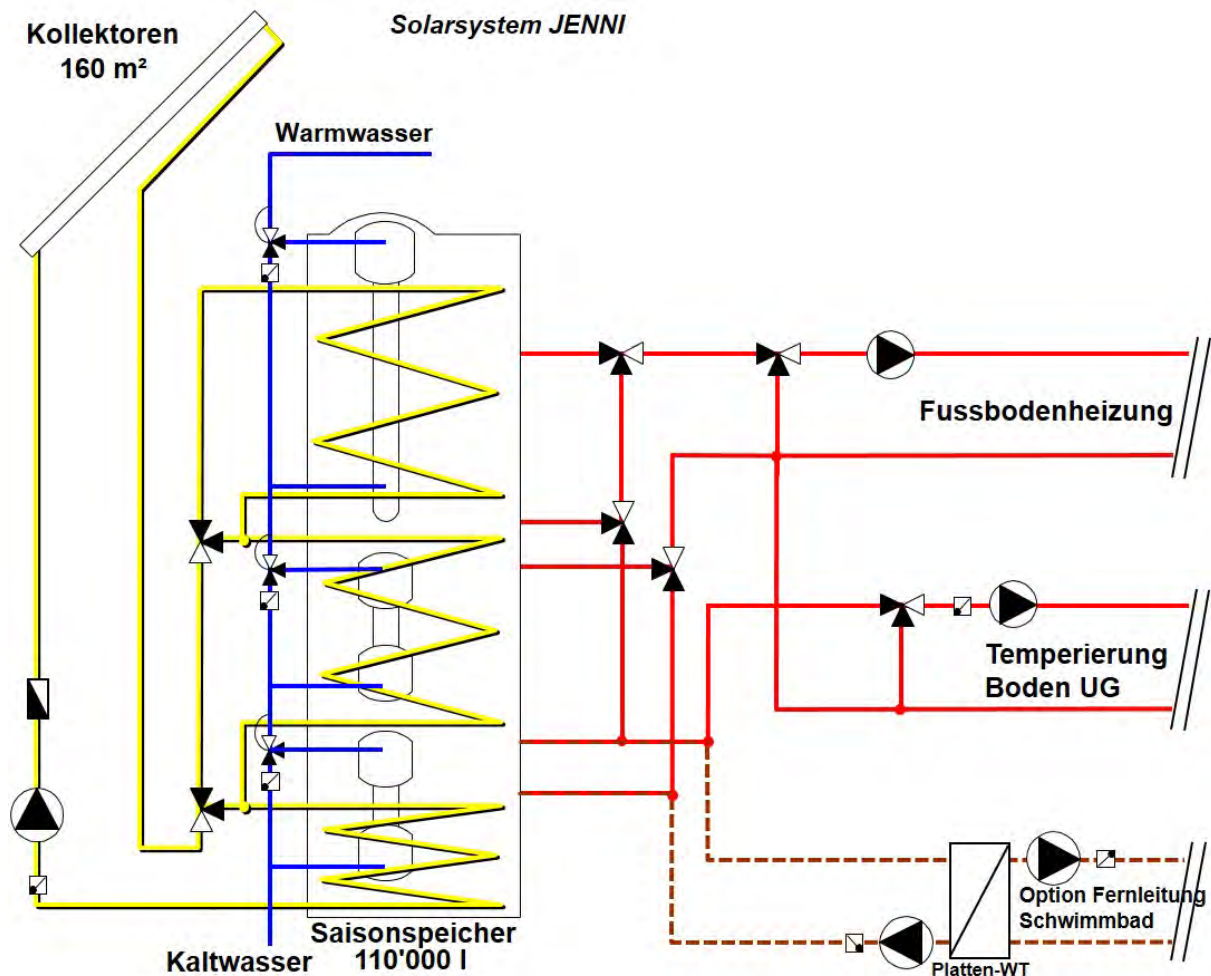 Solarsystem JENNI
Kollektoren
160 m²
Warmwasser
Fussbodenheizung
Temperierung
Boden UG
Option Fernleitung
Schwimmbad
Platten-WT
Saisonspeicher
110'000 l
Kaltwasser